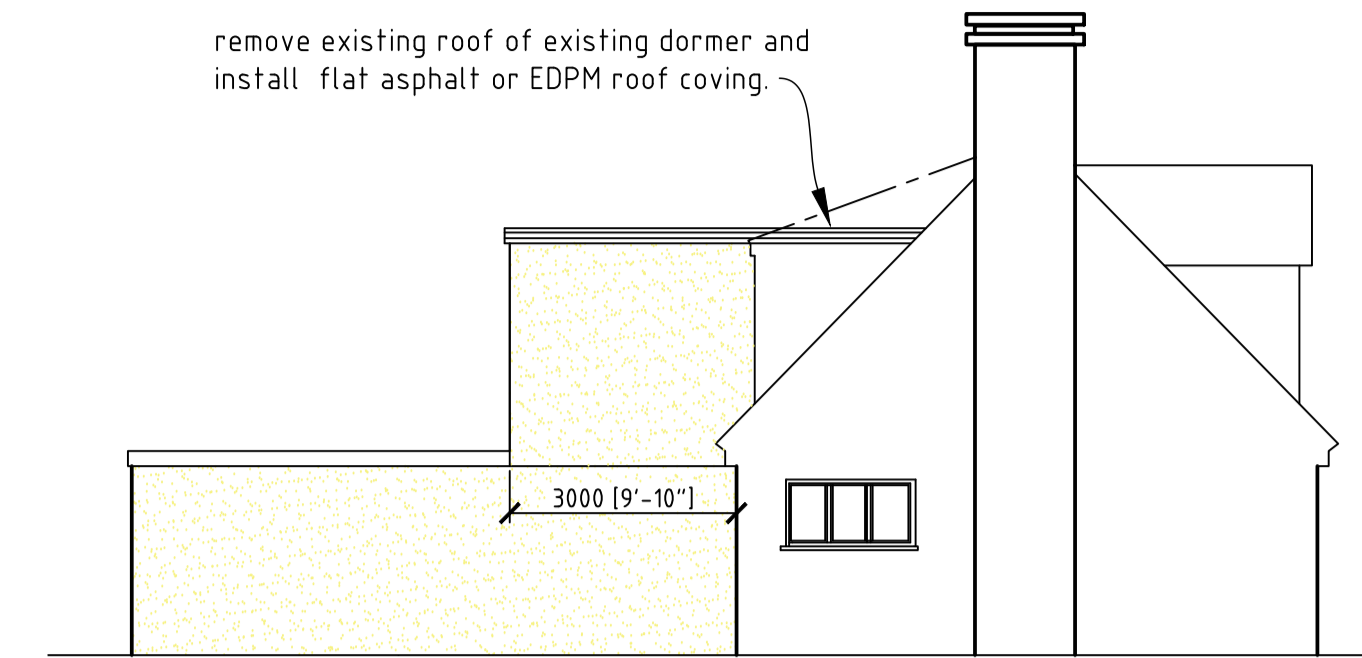 remove existing roof of existing dormer and
install flat asphalt or EDPM roof coving.
3000 [9'-10"]